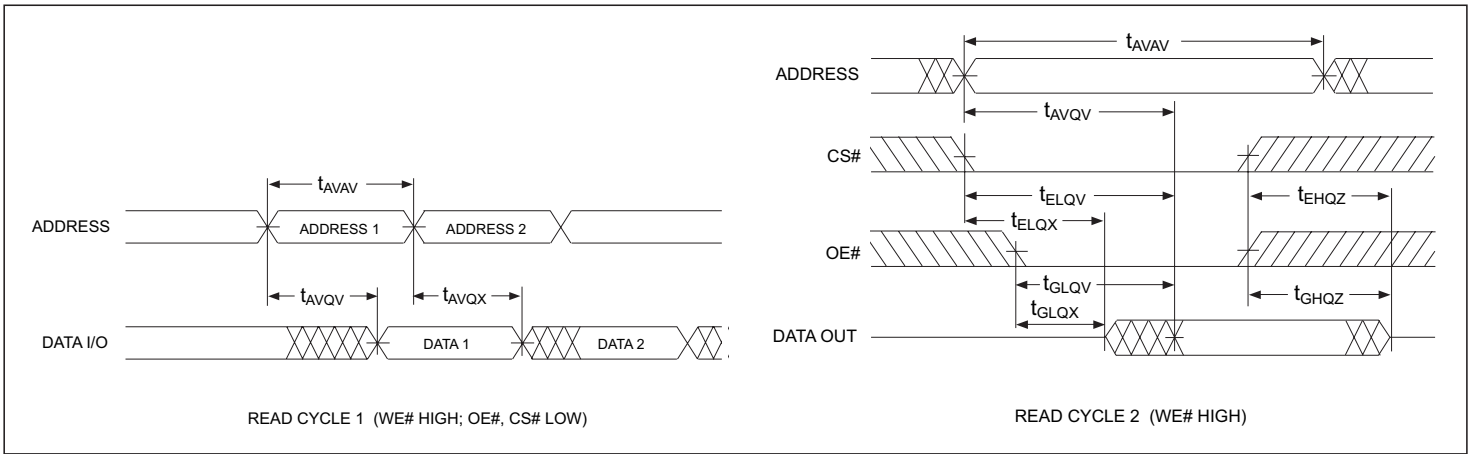 tAVAV
ADDRESS
ADDRESS 1
ADDRESS 2
tAVQV
tAVQX
DATA I/O
DATA 1
DATA 2
READ CYCLE 1 (WE# HIGH; OE#, CS# LOW)
tAVAV
ADDRESS
tAVQV
CS#
tELQV
tEHQZ
tELQX
OE#
tGLQV
tGHQZ
tGLQX
DATA OUT
READ CYCLE 2 (WE# HIGH)